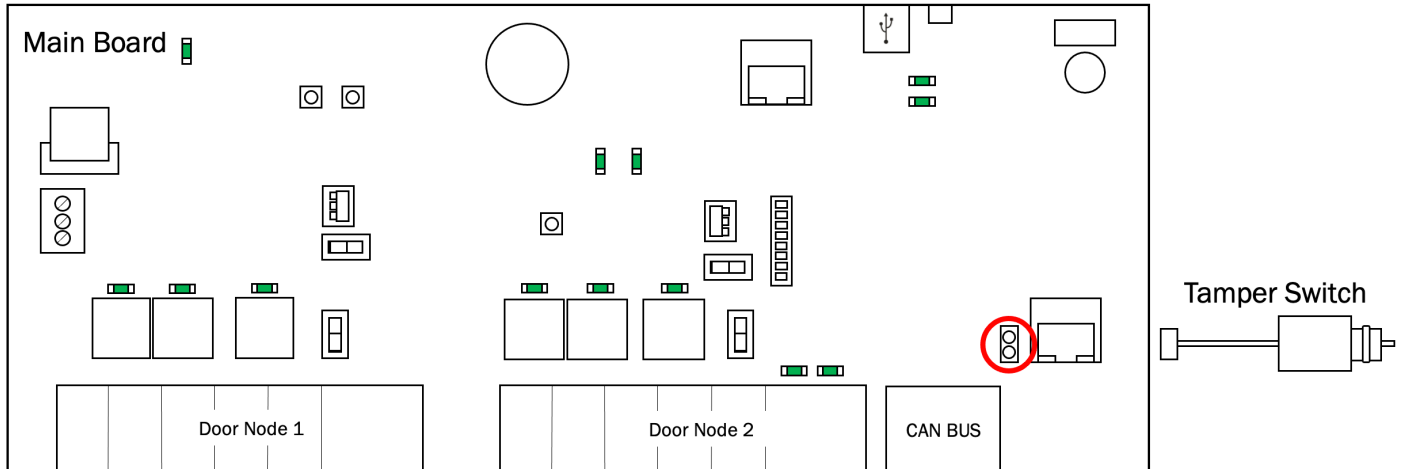 Main Board
Tamper Switch
Door Node 1
Door Node 2
CAN BUS